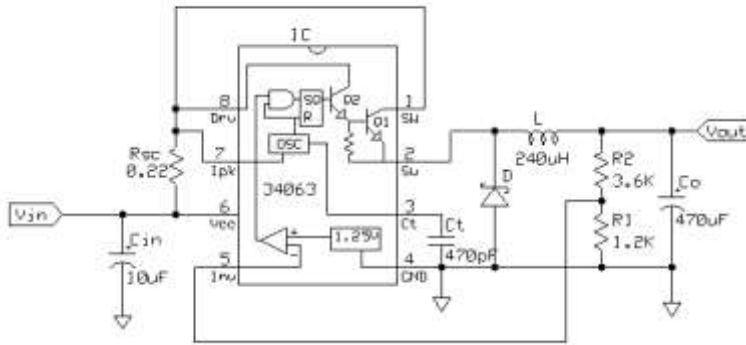 IC
8
Drv
SQ
R
Q2
1
SW
Q1
L
Vout
7
Ipk
OSC
2
Sw
240uH
R2
3.6K
Rsc
0.22
34063
D
Co
470uF
Vin
6
Vcc
3
Ct
Ct
470pF
R1
1.2K
Cin
10uF
+
-
1.25V
5
Inv
4
GND